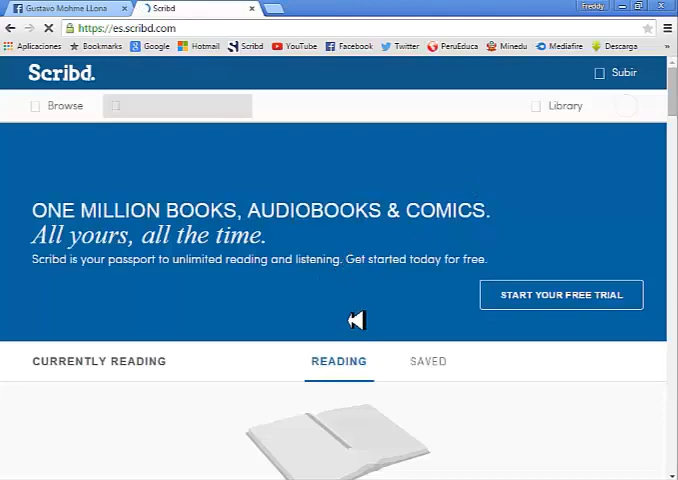 Gustavo Mohme LLona
Scribd
Freddy
https://es.scribd.com
Aplicaciones Bookmarks Google Hotmail Scribd YouTube Facebook Twitter PeruEduca Minedu Mediafire Descarga »
Scribd.
Subir
Browse
Library
ONE MILLION BOOKS, AUDIOBOOKS & COMICS.
All yours, all the time.
Scribd is your passport to unlimited reading and listening. Get started today for free.
START YOUR FREE TRIAL
CURRENTLY READING READING SAVED